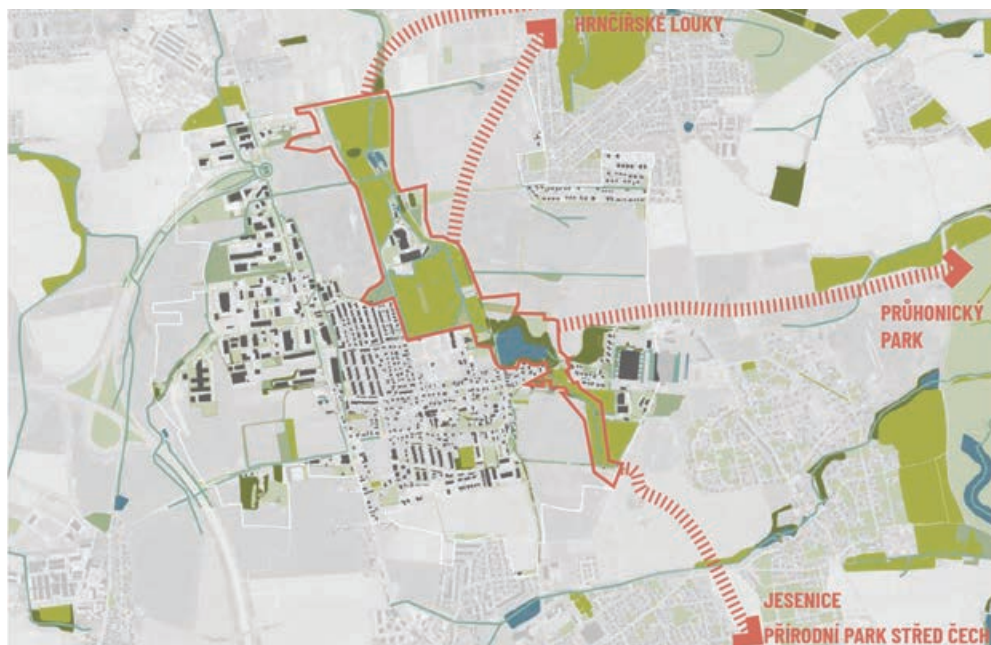 HRNČÍŘSKÉ LOUKY
PRŮHONICKÝ
PARK
JESENICE
PŘÍRODNÍ PARK STŘED ČECH